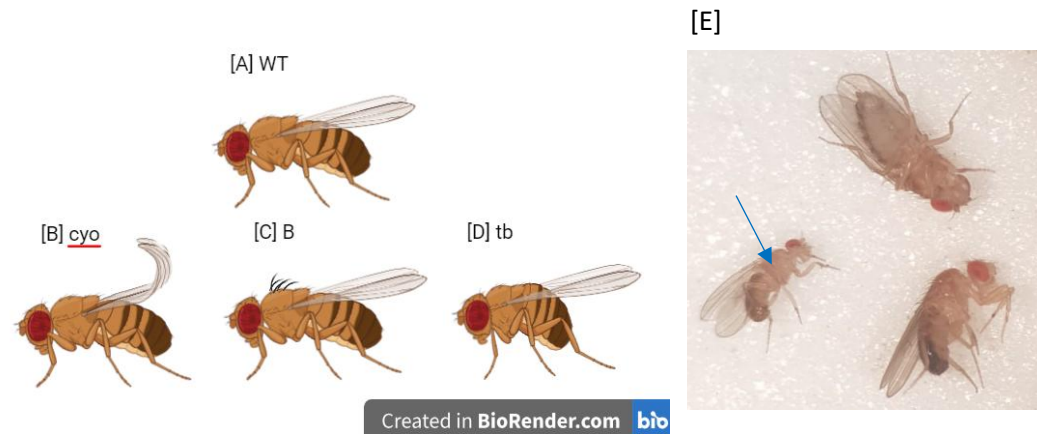 [E]
[A] WT
[B] cyo
[C] B
[D] tb
Created in BioRender.com bio